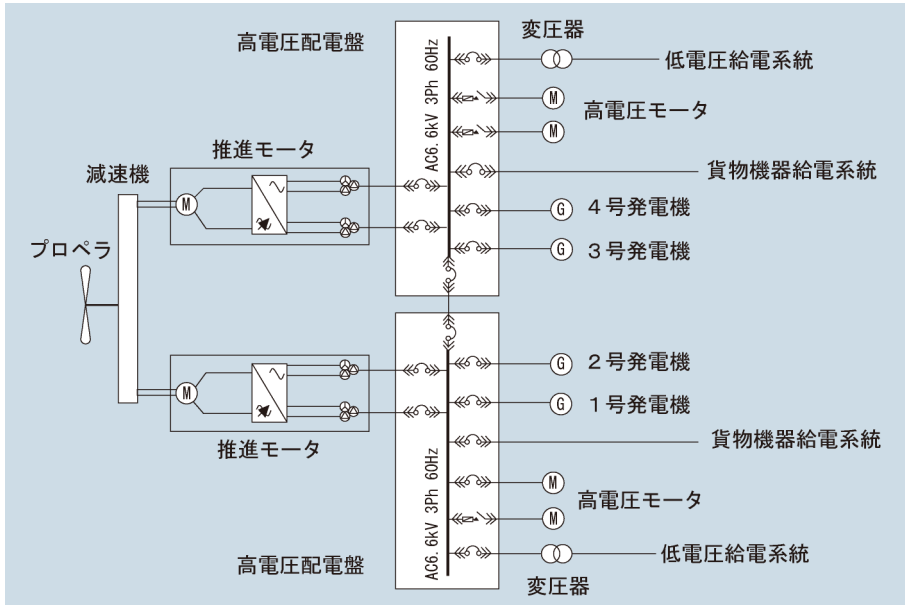 高電圧配電盤
変圧器
低電圧給電系統
AC6.6kV 3Ph 60Hz
M
高電圧モータ
M
推進モータ
減速機
貨物機器給電系統
M
G
4号発電機
プロペラ
G
3号発電機
G
2号発電機
M
G
1号発電機
推進モータ
貨物機器給電系統
AC6.6kV 3Ph 60Hz
M
高電圧モータ
M
高電圧配電盤
低電圧給電系統
変圧器